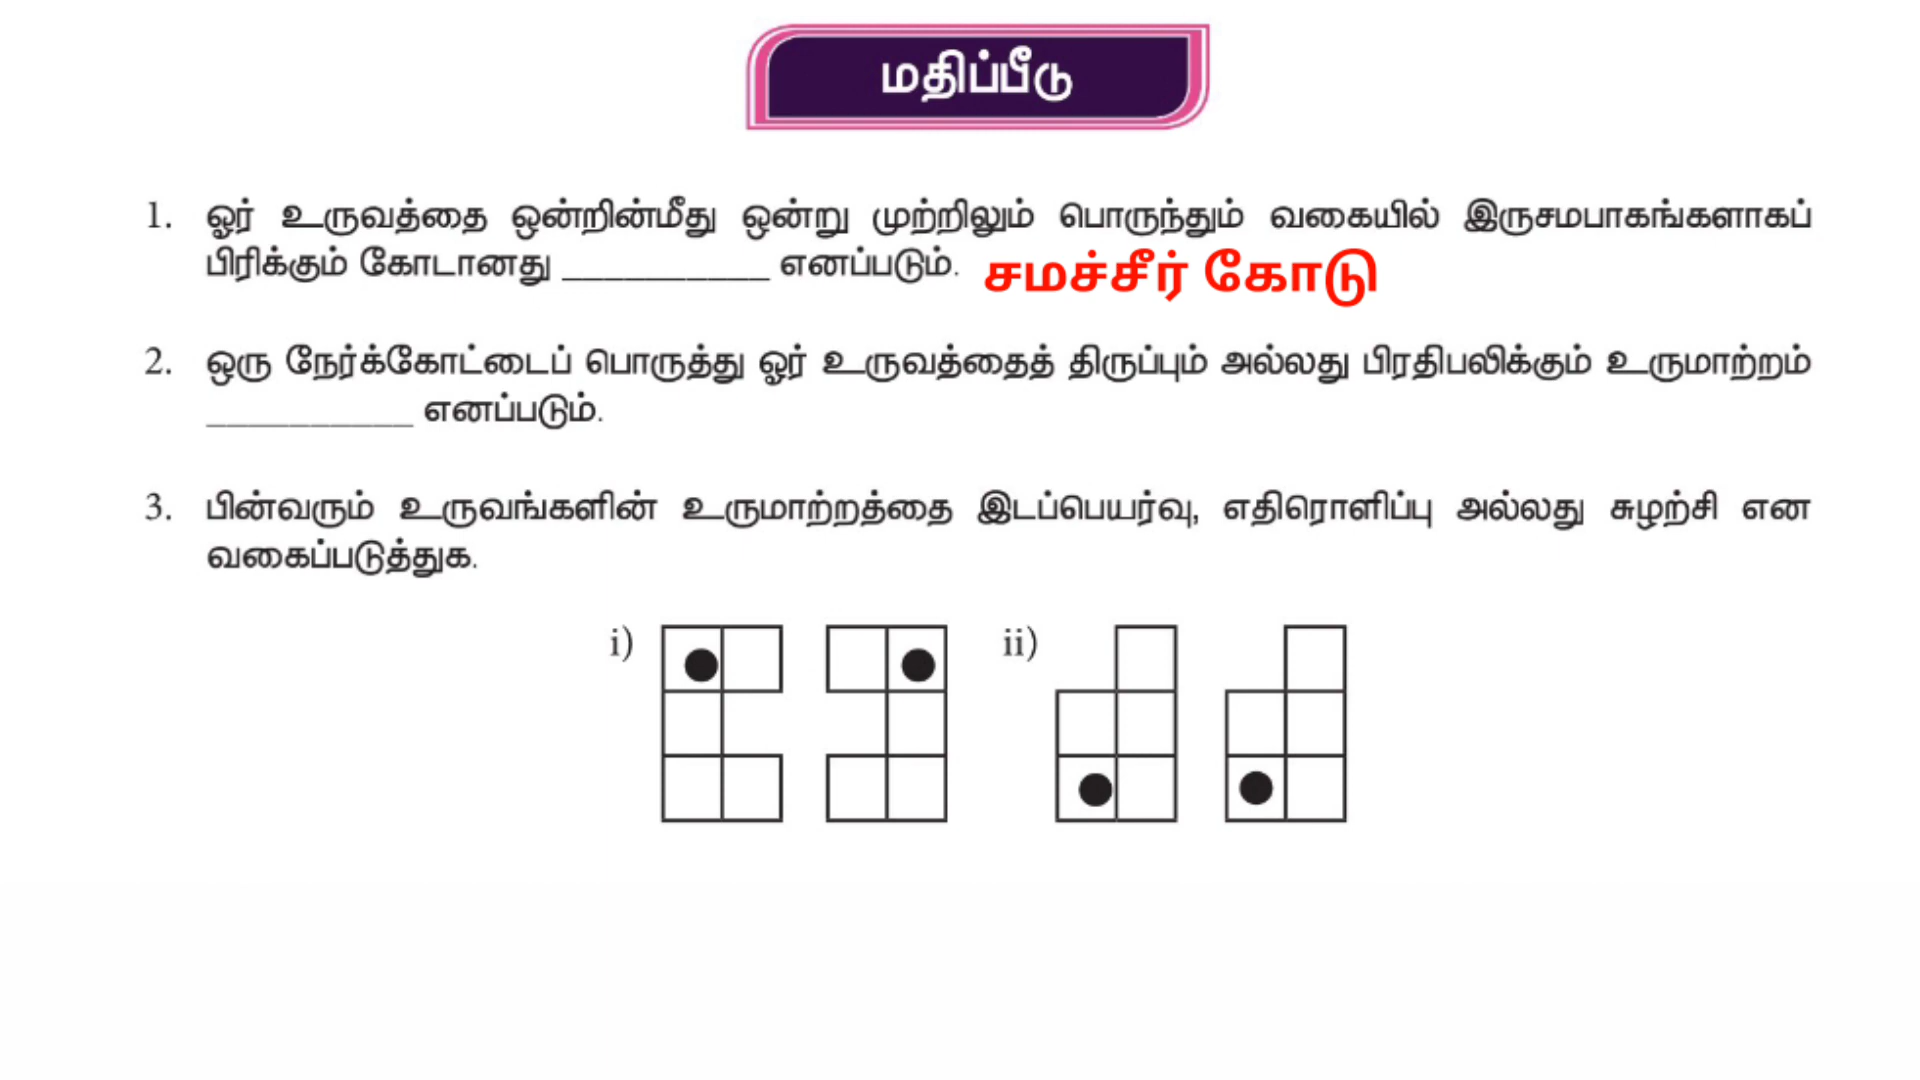 மதிப்பீடு
1. ஓர் உருவத்தை ஒன்றின்மீது ஒன்று முற்றிலும் பொருந்தும் வகையில் இருசமபாகங்களாகப்
பிரிக்கும் கோடானது __________ எனப்படும். சமச்சீர் கோடு
2. ஒரு நேர்க்கோட்டைப் பொருத்து ஓர் உருவத்தைத் திருப்பும் அல்லது பிரதிபலிக்கும் உருமாற்றம்
__________ எனப்படும்.
3. பின்வரும் உருவங்களின் உருமாற்றத்தை இடப்பெயர்வு, எதிரொளிப்பு அல்லது சுழற்சி என
வகைப்படுத்துக.
i) ii)